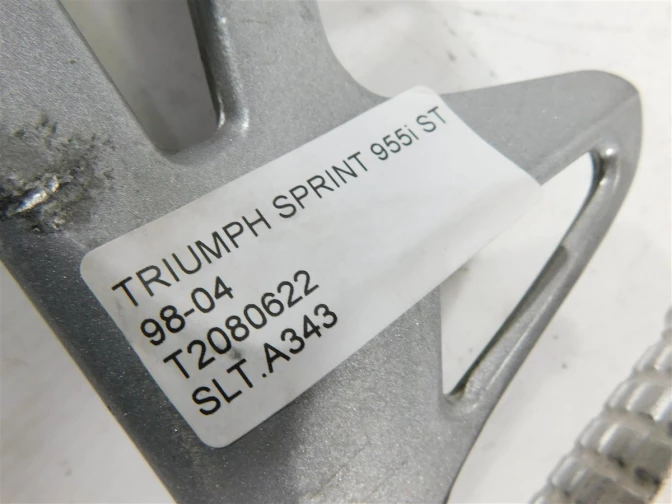 TRIUMPH SPRINT 955i ST
98-04
T2080622
SLT.A343